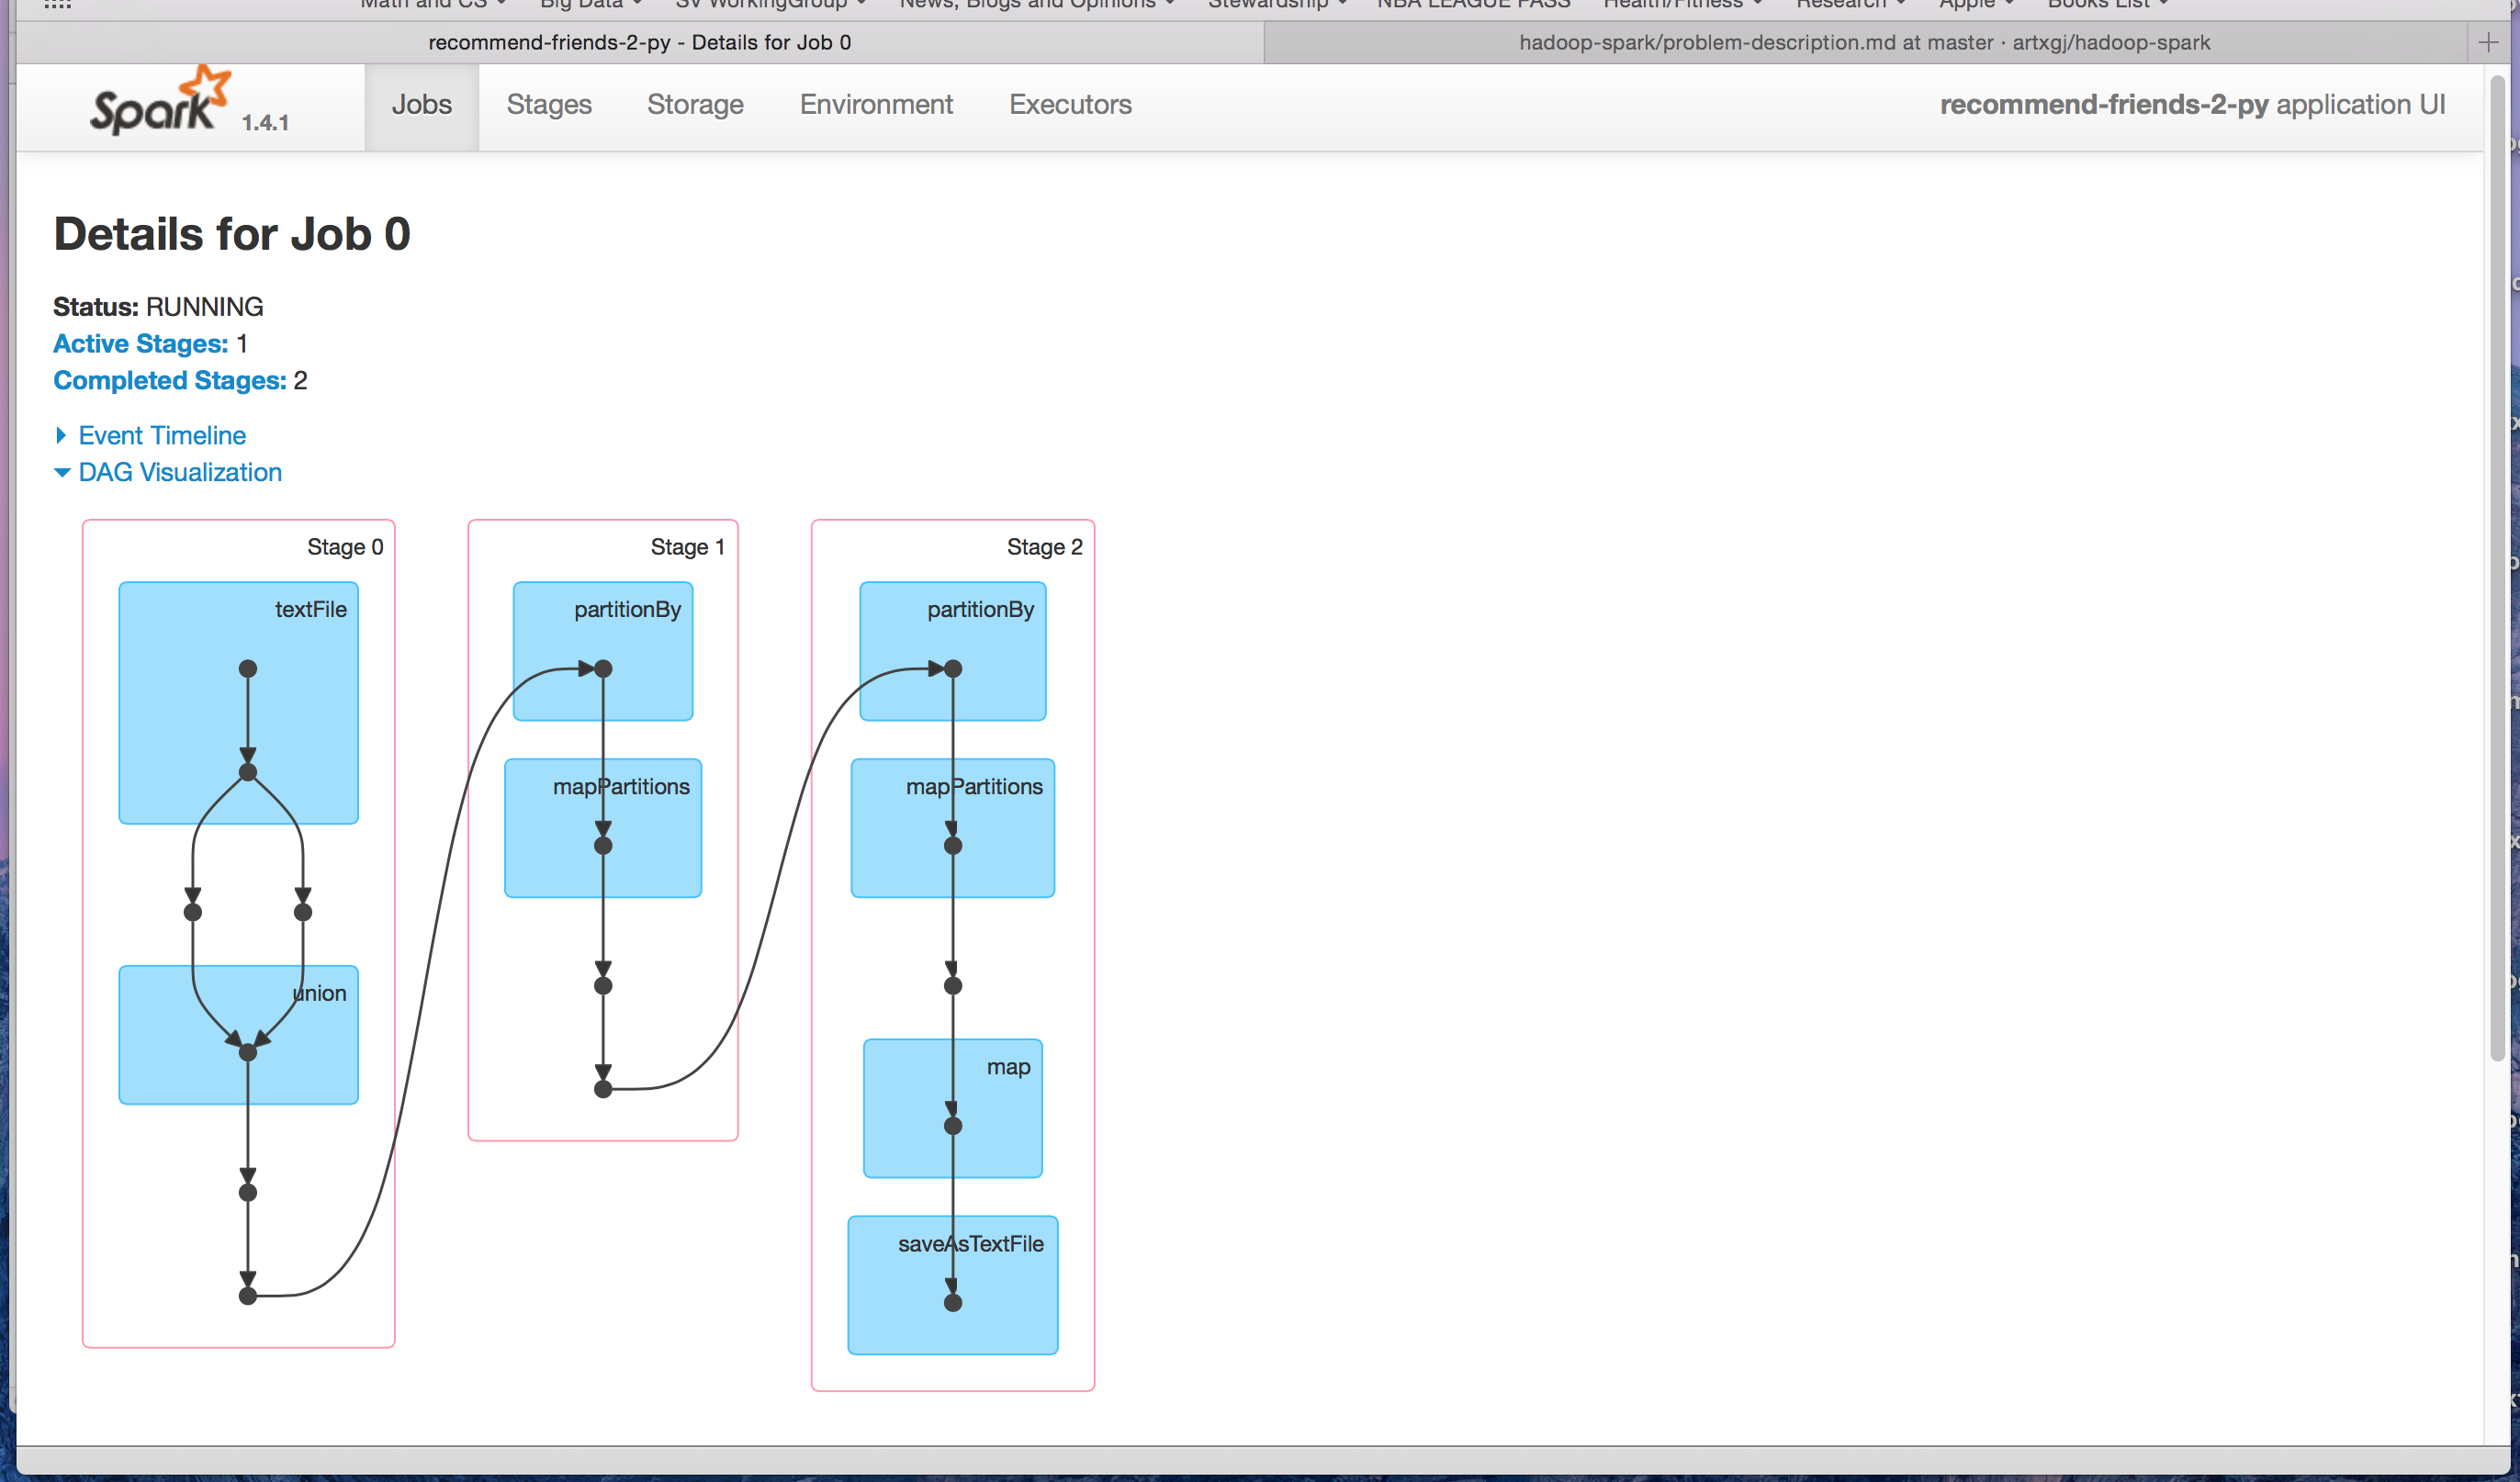 Math and CS Big Data SV WorkingGroup News, Blogs and Opinions Stewardship NBA LEAGUE PASS Health/Fitness Research Apple Books List
recommend-friends-2-py - Details for Job 0 hadoop-spark/problem-description.md at master · artxgj/hadoop-spark
Spark 1.4.1 Jobs Stages Storage Environment Executors recommend-friends-2-py application UI
Details for Job 0
Status: RUNNING
Active Stages: 1
Completed Stages: 2
Event Timeline
DAG Visualization
Stage 0
textFile
union
Stage 1
partitionBy
mapPartitions
Stage 2
partitionBy
mapPartitions
map
saveAsTextFile